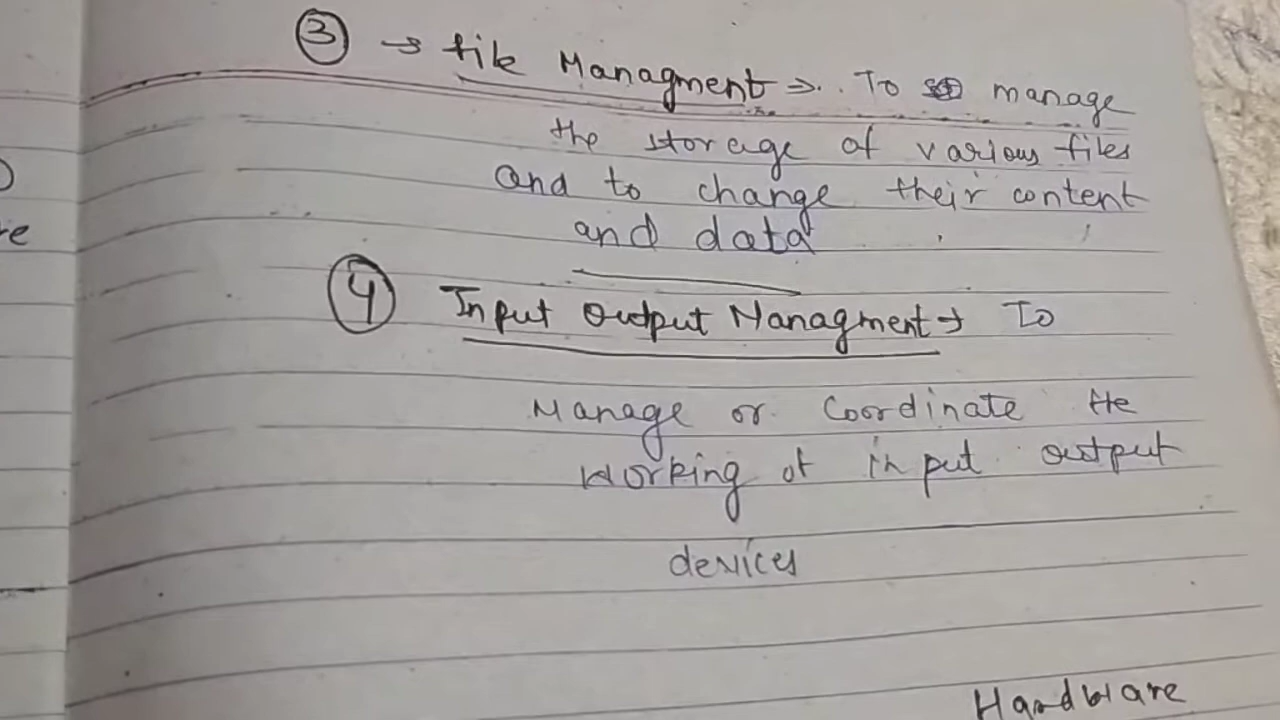 ③ → file Managment ⇒ To manage
the storage of various files
and to change their content
and data
④ Input Output Managment → To
Manage or Coordinate the
working of input output
devices
Hardware